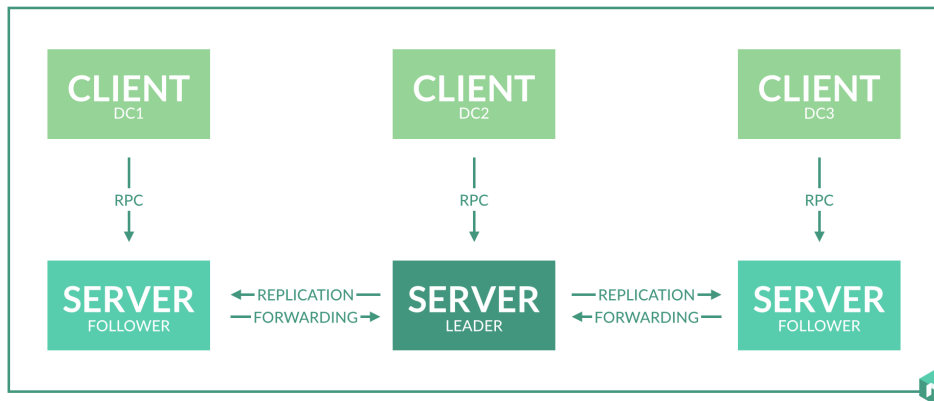 CLIENT
DC1
CLIENT
DC2
CLIENT
DC3
RPC
RPC
RPC
SERVER
FOLLOWER
REPLICATION
FORWARDING
SERVER
LEADER
REPLICATION
FORWARDING
SERVER
FOLLOWER